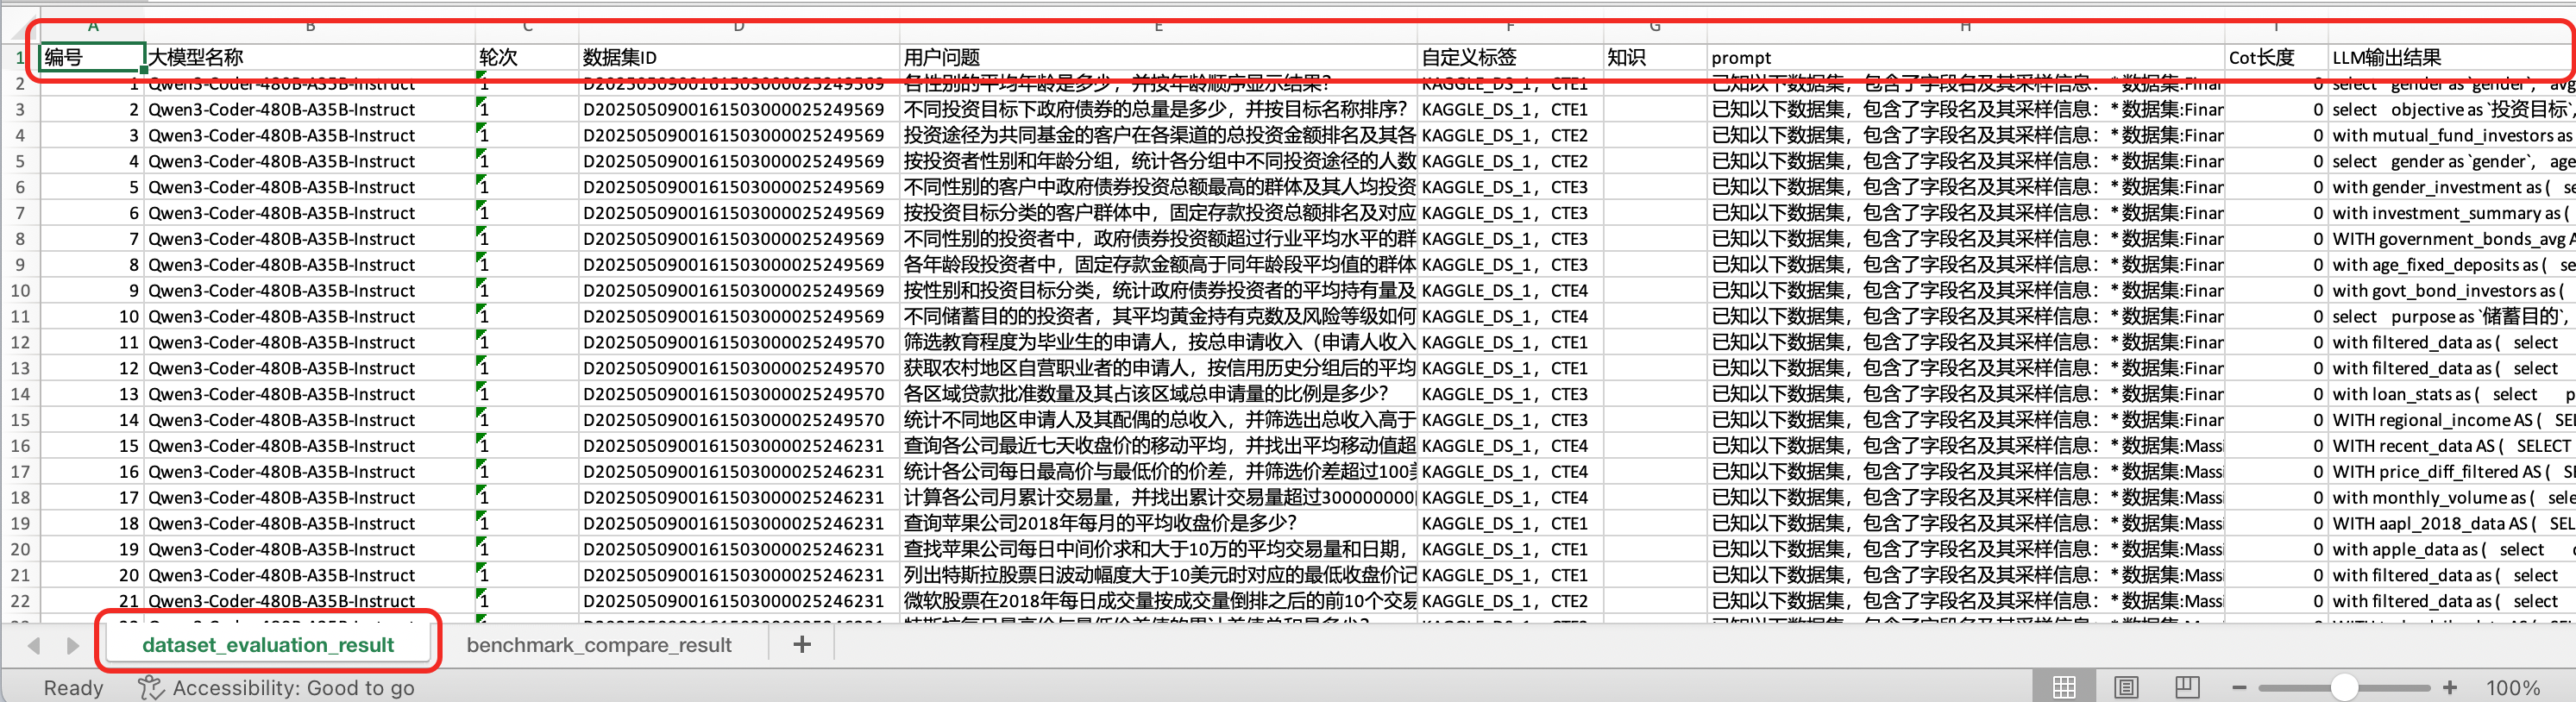 A B C D E F G H I
1 编号 大模型名称 轮次 数据集ID 用户问题 自定义标签 知识 prompt Cot长度 LLM输出结果
2 1 Qwen3-Coder-480B-A35B-Instruct 1 D2025050900161503000025249569 各性别的平均年龄是多少，并按年龄顺序显示结果？ KAGGLE_DS_1，CTE1 已知以下数据集，包含了字段名及其采样信息：*数据集:Finan 0 select gender as`gender`, avg
3 2 Qwen3-Coder-480B-A35B-Instruct 1 D2025050900161503000025249569 不同投资目标下政府债券的总量是多少，并按目标名称排序？ KAGGLE_DS_1，CTE1 已知以下数据集，包含了字段名及其采样信息：*数据集:Finan 0 select objective as`投资目标`,
4 3 Qwen3-Coder-480B-A35B-Instruct 1 D2025050900161503000025249569 投资途径为共同基金的客户在各渠道的总投资金额排名及其各 KAGGLE_DS_1，CTE2 已知以下数据集，包含了字段名及其采样信息：*数据集:Finan 0 with mutual_fund_investors as
5 4 Qwen3-Coder-480B-A35B-Instruct 1 D2025050900161503000025249569 按投资者性别和年龄分组，统计各分组中不同投资途径的人数 KAGGLE_DS_1，CTE2 已知以下数据集，包含了字段名及其采样信息：*数据集:Finan 0 select gender as`gender`, age
6 5 Qwen3-Coder-480B-A35B-Instruct 1 D2025050900161503000025249569 不同性别的客户中政府债券投资总额最高的群体及其人均投资 KAGGLE_DS_1，CTE3 已知以下数据集，包含了字段名及其采样信息：*数据集:Finan 0 with gender_investment as ( se
7 6 Qwen3-Coder-480B-A35B-Instruct 1 D2025050900161503000025249569 按投资目标分类的客户群体中，固定存款投资总额排名及对应 KAGGLE_DS_1，CTE3 已知以下数据集，包含了字段名及其采样信息：*数据集:Finan 0 with investment_summary as (
8 7 Qwen3-Coder-480B-A35B-Instruct 1 D2025050900161503000025249569 不同性别的投资者中，政府债券投资额超过行业平均水平的群 KAGGLE_DS_1，CTE3 已知以下数据集，包含了字段名及其采样信息：*数据集:Finan 0 WITH government_bonds_avg A
9 8 Qwen3-Coder-480B-A35B-Instruct 1 D2025050900161503000025249569 各年龄段投资者中，固定存款金额高于同年龄段平均值的群体 KAGGLE_DS_1，CTE3 已知以下数据集，包含了字段名及其采样信息：*数据集:Finan 0 with age_fixed_deposits as ( se
10 9 Qwen3-Coder-480B-A35B-Instruct 1 D2025050900161503000025249569 按性别和投资目标分类，统计政府债券投资者的平均持有量及 KAGGLE_DS_1，CTE4 已知以下数据集，包含了字段名及其采样信息：*数据集:Finan 0 with govt_bond_investors as (
11 10 Qwen3-Coder-480B-A35B-Instruct 1 D2025050900161503000025249569 不同储蓄目的的投资者，其平均黄金持有克数及风险等级如何 KAGGLE_DS_1，CTE4 已知以下数据集，包含了字段名及其采样信息：*数据集:Finan 0 select purpose as`储蓄目的`,
12 11 Qwen3-Coder-480B-A35B-Instruct 1 D2025050900161503000025249570 筛选教育程度为毕业生的申请人，按总申请收入（申请人收入 KAGGLE_DS_1，CTE1 已知以下数据集，包含了字段名及其采样信息：*数据集:Finan 0 with filtered_data as ( select
13 12 Qwen3-Coder-480B-A35B-Instruct 1 D2025050900161503000025249570 获取农村地区自营职业者的申请人，按信用历史分组后的平均 KAGGLE_DS_1，CTE1 已知以下数据集，包含了字段名及其采样信息：*数据集:Finan 0 with filtered_data as ( select
14 13 Qwen3-Coder-480B-A35B-Instruct 1 D2025050900161503000025249570 各区域贷款批准数量及其占该区域总申请量的比例是多少？ KAGGLE_DS_1，CTE3 已知以下数据集，包含了字段名及其采样信息：*数据集:Finan 0 with loan_stats as ( select p
15 14 Qwen3-Coder-480B-A35B-Instruct 1 D2025050900161503000025249570 统计不同地区申请人及其配偶的总收入，并筛选出总收入高于 KAGGLE_DS_1，CTE3 已知以下数据集，包含了字段名及其采样信息：*数据集:Finan 0 WITH regional_income AS ( SE
16 15 Qwen3-Coder-480B-A35B-Instruct 1 D2025050900161503000025246231 查询各公司最近七天收盘价的移动平均，并找出平均移动值超 KAGGLE_DS_1，CTE4 已知以下数据集，包含了字段名及其采样信息：*数据集:Massi 0 WITH recent_data AS ( SELECT
17 16 Qwen3-Coder-480B-A35B-Instruct 1 D2025050900161503000025246231 统计各公司每日最高价与最低价的价差，并筛选价差超过100美 KAGGLE_DS_1，CTE4 已知以下数据集，包含了字段名及其采样信息：*数据集:Massi 0 WITH price_diff_filtered AS ( SE
18 17 Qwen3-Coder-480B-A35B-Instruct 1 D2025050900161503000025246231 计算各公司月累计交易量，并找出累计交易量超过300000000 KAGGLE_DS_1，CTE4 已知以下数据集，包含了字段名及其采样信息：*数据集:Massi 0 with monthly_volume as ( sele
19 18 Qwen3-Coder-480B-A35B-Instruct 1 D2025050900161503000025246231 查询苹果公司2018年每月的平均收盘价是多少？ KAGGLE_DS_1，CTE1 已知以下数据集，包含了字段名及其采样信息：*数据集:Massi 0 WITH aapl_2018_data AS ( SEL
20 19 Qwen3-Coder-480B-A35B-Instruct 1 D2025050900161503000025246231 查找苹果公司每日中间价求和大于10万的平均交易量和日期， KAGGLE_DS_1，CTE1 已知以下数据集，包含了字段名及其采样信息：*数据集:Massi 0 with apple_data as ( select
21 20 Qwen3-Coder-480B-A35B-Instruct 1 D2025050900161503000025246231 列出特斯拉股票日波动幅度大于10美元时对应的最低收盘价记 KAGGLE_DS_1，CTE1 已知以下数据集，包含了字段名及其采样信息：*数据集:Massi 0 with filtered_data as ( select
22 21 Qwen3-Coder-480B-A35B-Instruct 1 D2025050900161503000025246231 微软股票在2018年每日成交量按成交量倒排之后的前10个交易 KAGGLE_DS_1，CTE2 已知以下数据集，包含了字段名及其采样信息：*数据集:Massi 0 with filtered_data as ( select
dataset_evaluation_result benchmark_compare_result
Ready Accessibility: Good to go 100%